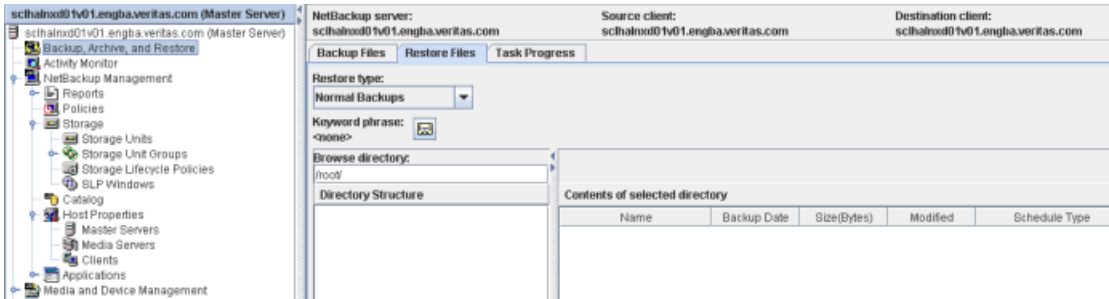 sclhalnxd01v01.engba.veritas.com (Master Server)
sclhalnxd01v01.engba.veritas.com (Master Server)
Backup, Archive, and Restore
Activity Monitor
NetBackup Management
Reports
Policies
Storage
Storage Units
Storage Unit Groups
Storage Lifecycle Policies
SLP Windows
Catalog
Host Properties
Master Servers
Media Servers
Clients
Applications
Media and Device Management
NetBackup server: Source client: Destination client:
sclhalnxd01v01.engba.veritas.com sclhalnxd01v01.engba.veritas.com sclhalnxd01v01.engba.veritas.com
Backup Files Restore Files Task Progress
Restore type:
Normal Backups
Keyword phrase:
<none>
Browse directory:
/root/
Directory Structure
Contents of selected directory
Name Backup Date Size(Bytes) Modified Schedule Type